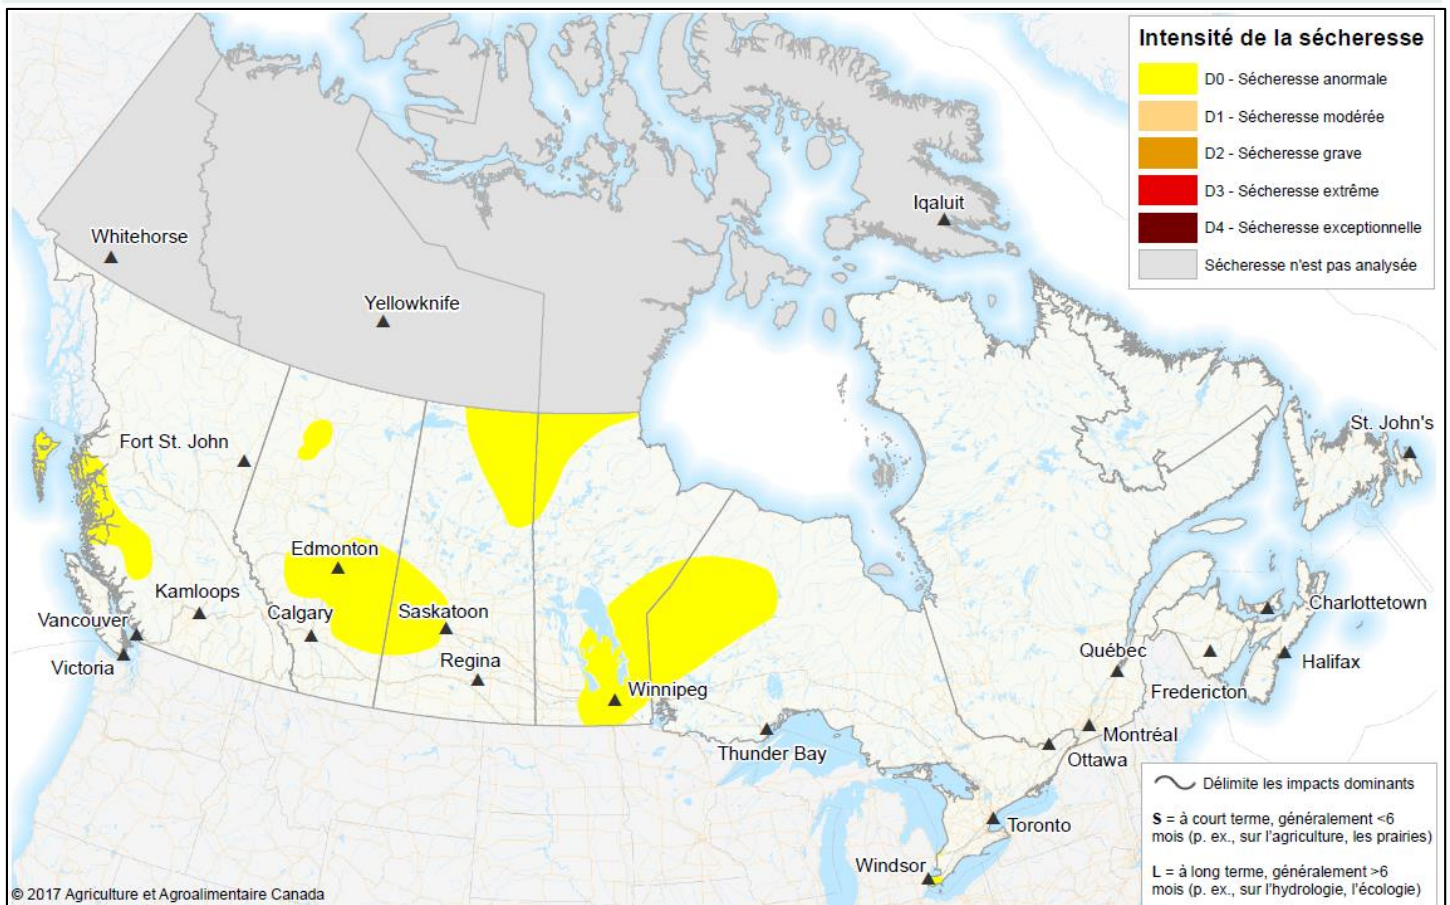 Intensité de la sécheresse
D0 - Sécheresse anormale
D1 - Sécheresse modérée
D2 - Sécheresse grave
D3 - Sécheresse extrême
D4 - Sécheresse exceptionnelle
Sécheresse n'est pas analysée
Iqaluit
Whitehorse
Yellowknife
St. John's
Fort St. John
Edmonton
Kamloops
Calgary
Saskatoon
Vancouver
Charlottetown
Victoria
Regina
Québec
Halifax
Winnipeg
Fredericton
Montréal
Thunder Bay
Ottawa
Toronto
Windsor
Délimite les impacts dominants
S = à court terme, généralement <6
mois (p. ex., sur l'agriculture, les prairies)
L = à long terme, généralement >6
mois (p. ex., sur l'hydrologie, l'écologie)
© 2017 Agriculture et Agroalimentaire Canada